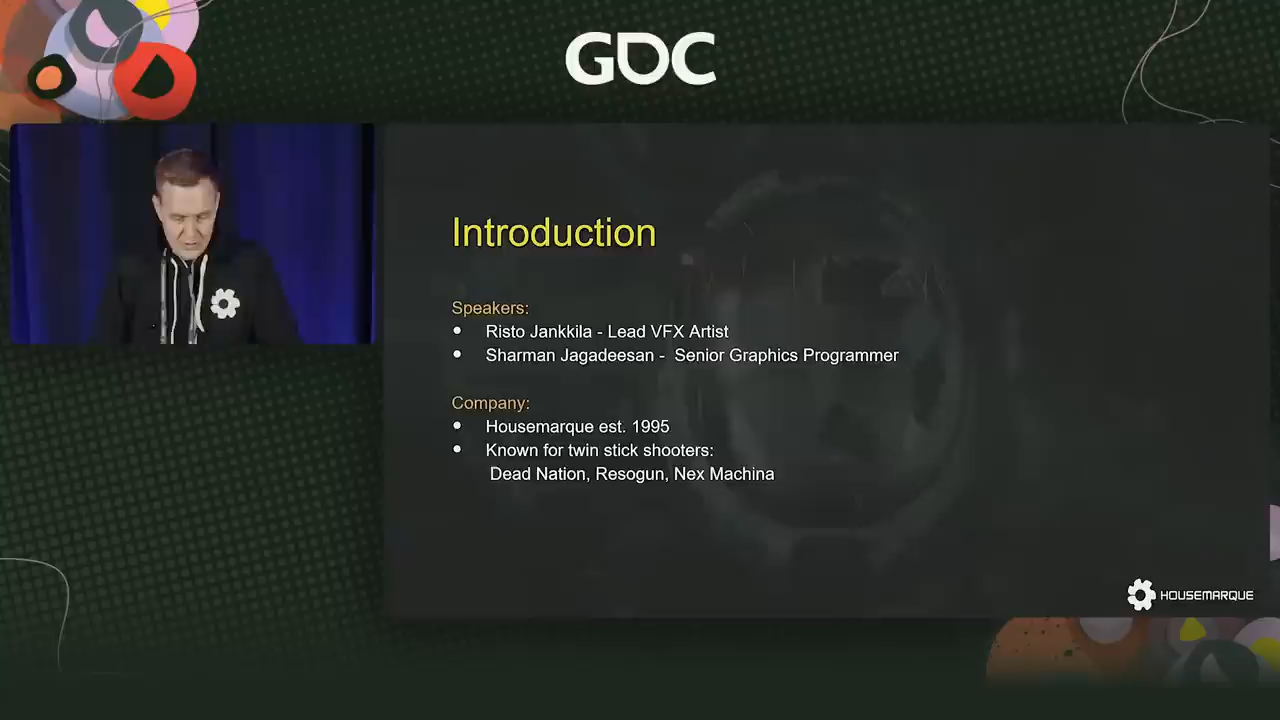 GDC
Introduction
Speakers:
● Risto Jankkila - Lead VFX Artist
● Sharman Jagadeesan - Senior Graphics Programmer
Company:
● Housemarque est. 1995
● Known for twin stick shooters:
Dead Nation, Resogun, Nex Machina
HOUSEMARQUE